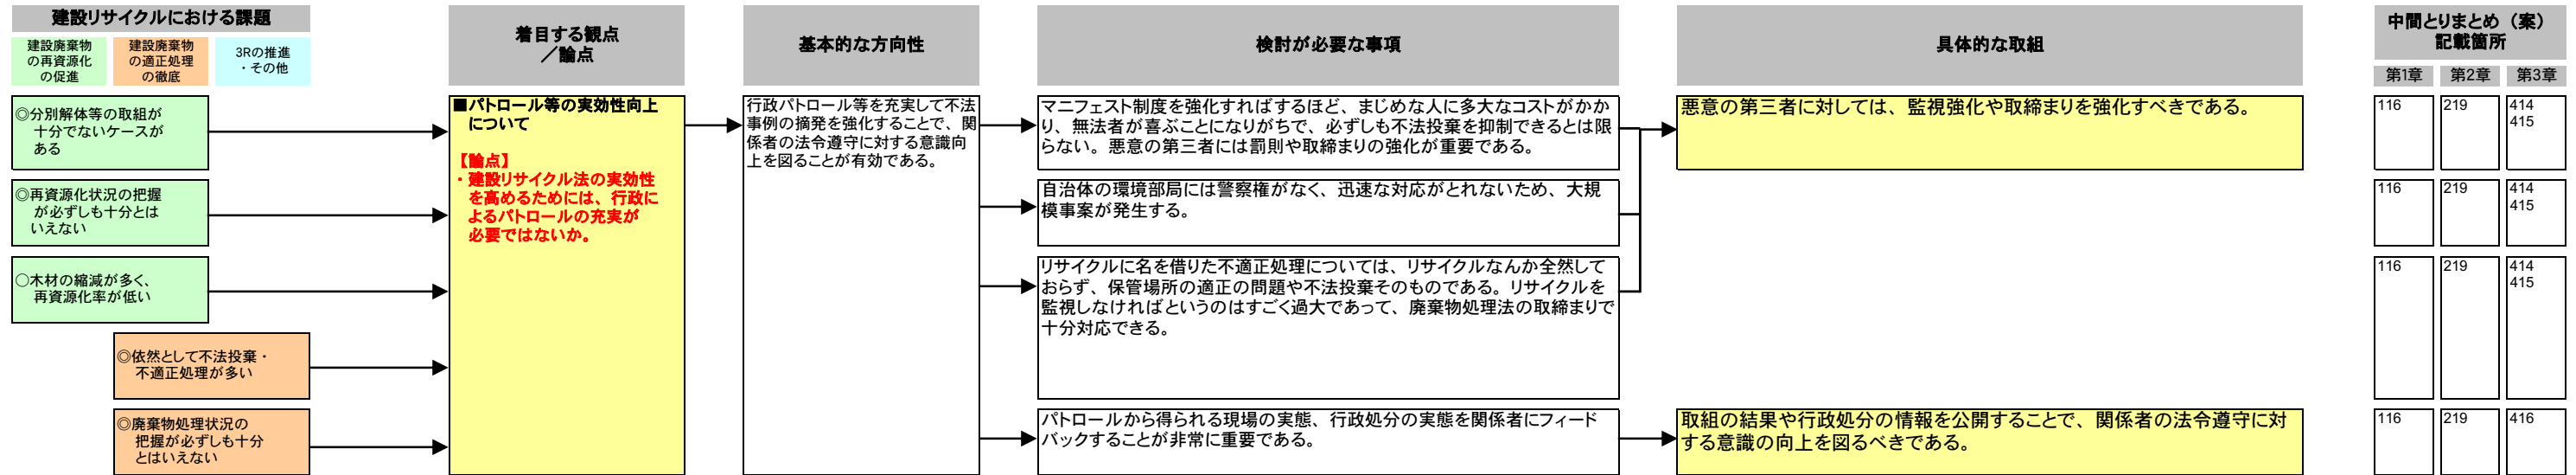 建設リサイクルにおける課題
建設廃棄物
の再資源化
の促進
建設廃棄物
の適正処理
の徹底
3Rの推進
・その他
着目する観点
／論点
基本的な方向性
検討が必要な事項
具体的な取組
中間とりまとめ（案）
記載箇所
第1章
第2章
第3章
◎分別解体等の取組が
十分でないケースが
ある
◎再資源化状況の把握
が必ずしも十分とは
いえない
○木材の縮減が多く、
再資源化率が低い
◎依然として不法投棄・
不適正処理が多い
◎廃棄物処理状況の
把握が必ずしも十分
とはいえない
■パトロール等の実効性向上
について
【論点】
・建設リサイクル法の実効性
を高めるためには、行政に
よるパトロールの充実が
必要ではないか。
行政パトロール等を充実して不法
事例の摘発を強化することで、関
係者の法令遵守に対する意識向
上を図ることが有効である。
マニフェスト制度を強化すればするほど、まじめな人に多大なコストがかか
り、無法者が喜ぶことになりがちで、必ずしも不法投棄を抑制できるとは限
らない。悪意の第三者には罰則や取締まりの強化が重要である。
自治体の環境部局には警察権がなく、迅速な対応がとれないため、大規
模事案が発生する。
リサイクルに名を借りた不適正処理については、リサイクルなんか全然して
おらず、保管場所の適正の問題や不法投棄そのものである。リサイクルを
監視しなければというのはすごく過大であって、廃棄物処理法の取締まりで
十分対応できる。
パトロールから得られる現場の実態、行政処分の実態を関係者にフィード
バックすることが非常に重要である。
悪意の第三者に対しては、監視強化や取締まりを強化すべきである。
取組の結果や行政処分の情報を公開することで、関係者の法令遵守に対
する意識の向上を図るべきである。
116
219
414
415
116
219
414
415
116
219
414
415
116
219
416